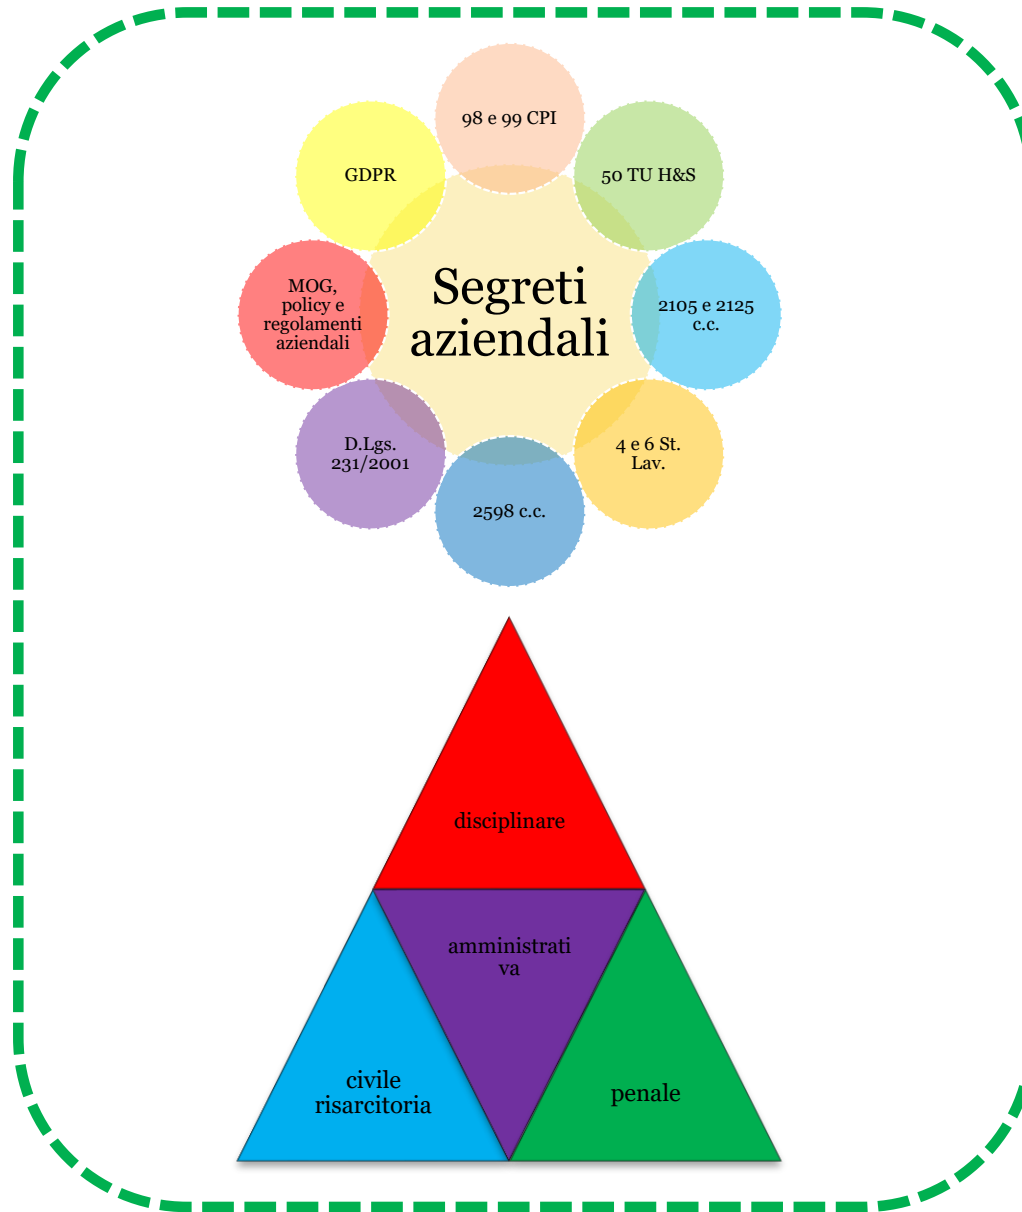 98 e 99 CPI
GDPR
50 TU H&S
MOG,
policy e
regolamenti
aziendali
Segreti
aziendali
2105 e 2125
c.c.
D.Lgs.
231/2001
4 e 6 St.
Lav.
2598 c.c.
disciplinare
amministrati
va
civile
risarcitoria
penale